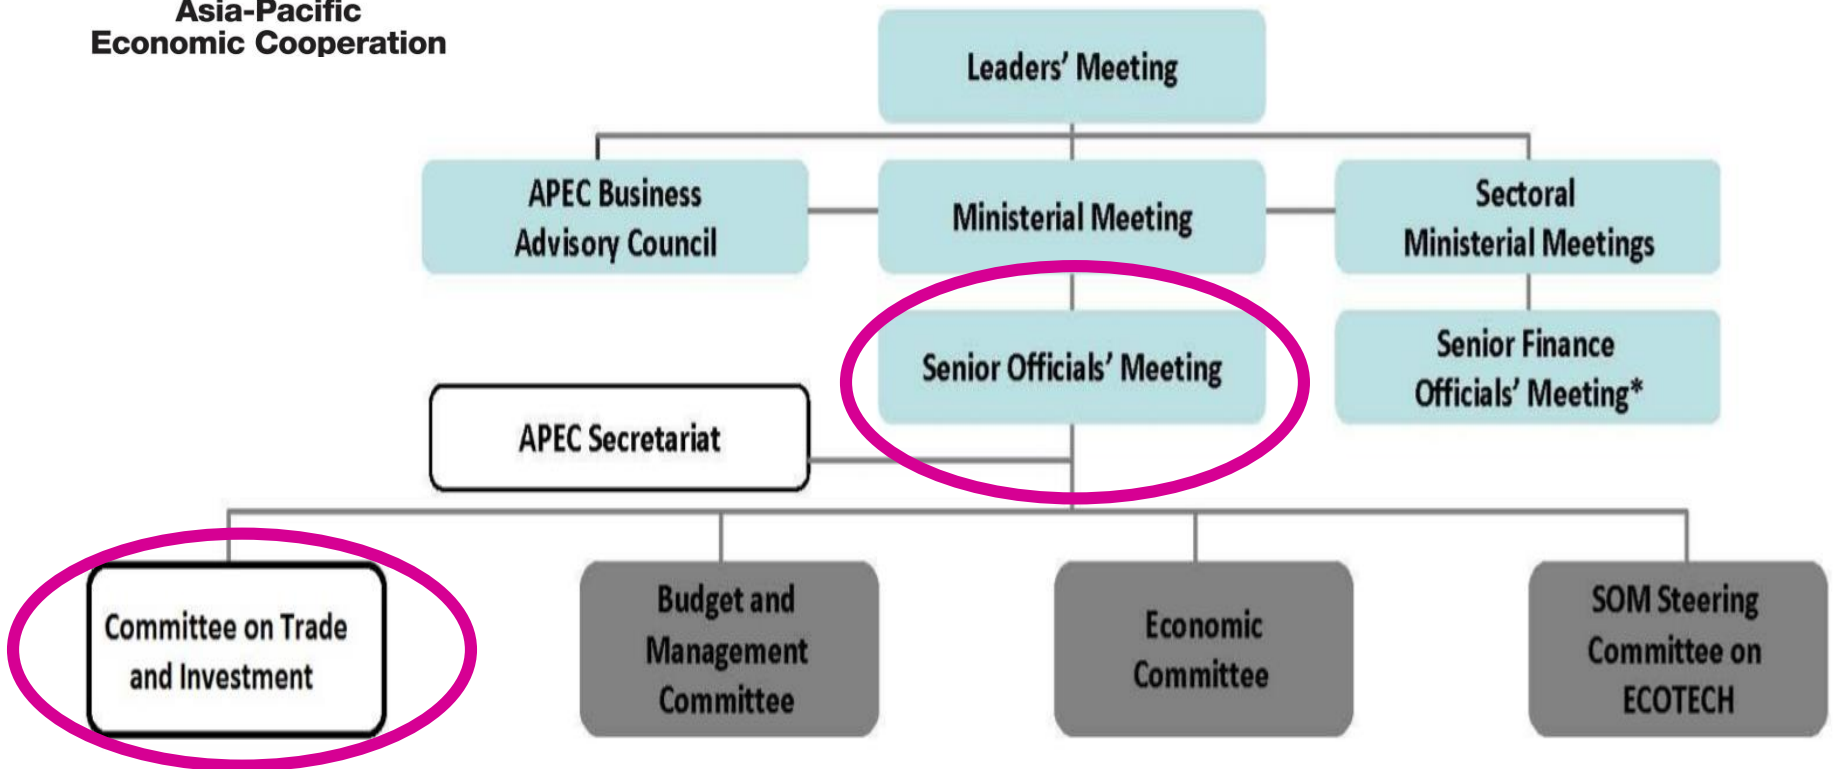 Asia-Pacific
Economic Cooperation
Leaders' Meeting
APEC Business
Advisory Council
Ministerial Meeting
Sectoral
Ministerial Meetings
Senior Officials' Meeting
Senior Finance
Officials' Meeting*
APEC Secretariat
Committee on Trade
and Investment
Budget and
Management
Committee
Economic
Committee
SOM Steering
Committee on
ECOTECH